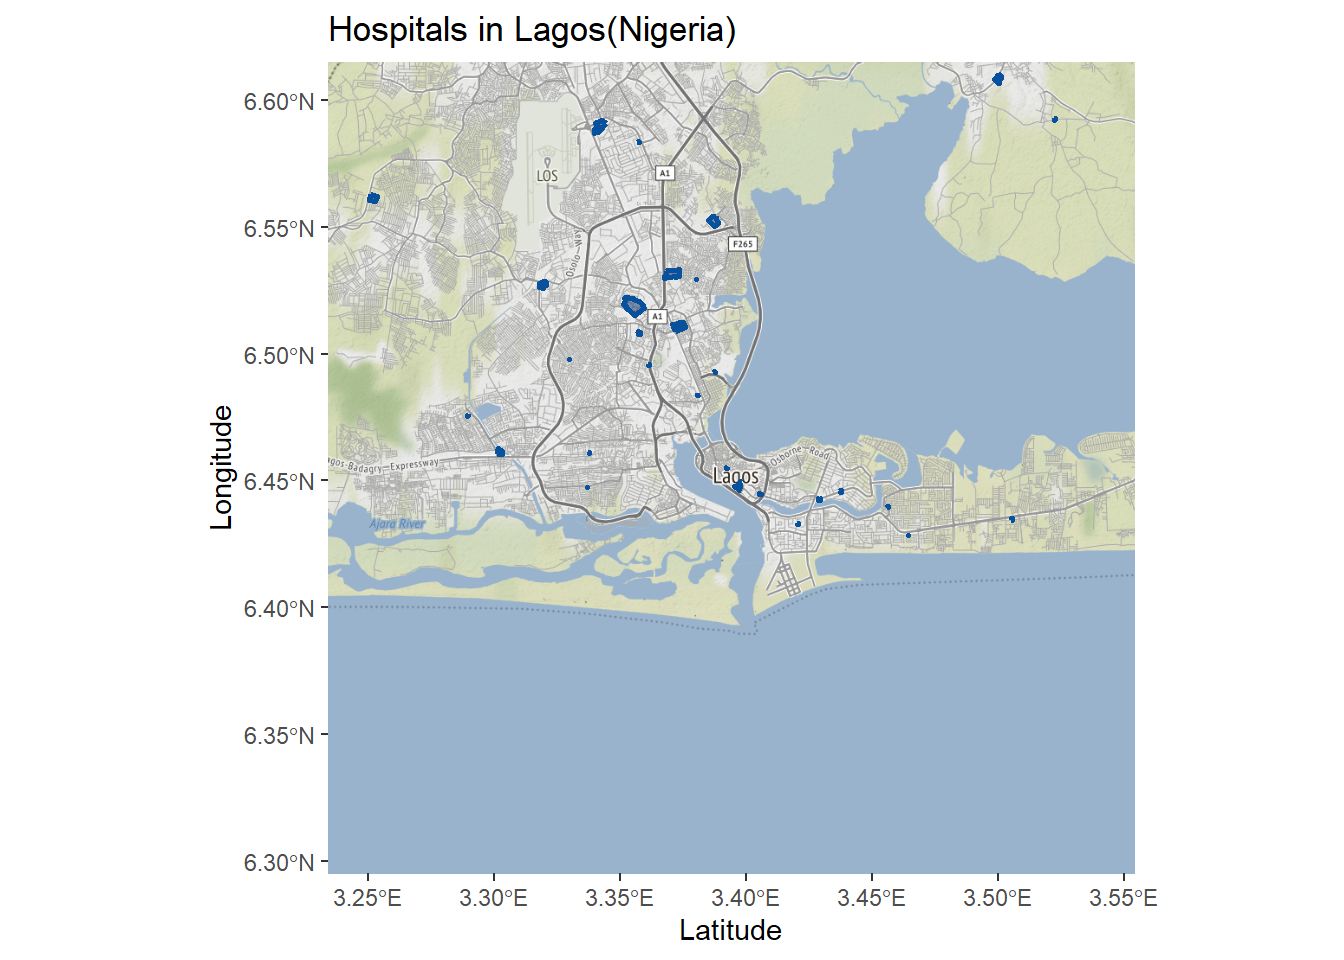 Hospitals in Lagos(Nigeria)
6.60°N
6.55°N
6.50°N
6.45°N
6.40°N
6.35°N
6.30°N
Longitude
LOS
A1
F265
Osolo—Way
A1
agos-Badagry—Expressway
Lagos
Osborne—Road
Ajara River
3.25°E
3.30°E
3.35°E
3.40°E
3.45°E
3.50°E
3.55°E
Latitude